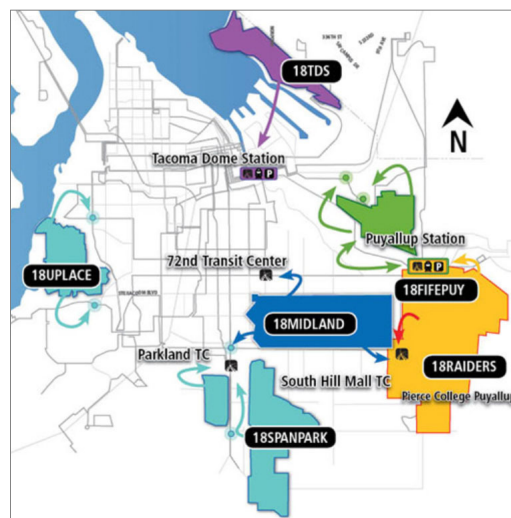 18TDS
N
Tacoma Dome Station
P
Puyallup Station
72nd Transit Center
P
18UPLACE
18FIFEPUY
18MIDLAND
Parkland TC
18RAIDERS
South Hill Mall TC
Pierce College Puyallup
18SPANPARK